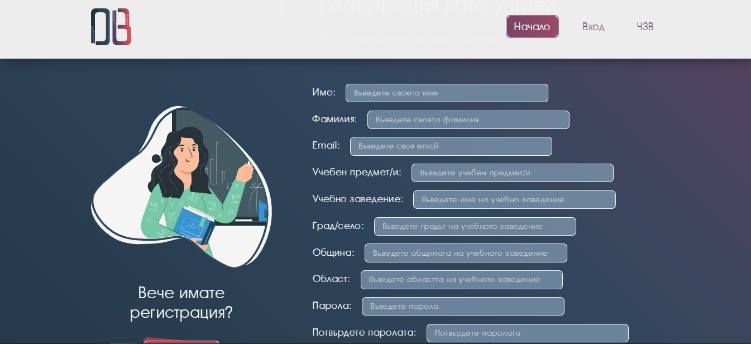 Регистрация като учител
DB
Начало
Вход
ЧЗВ
Име: Въведете своето име
Фамилия: Въведете своята фамилия
Email: Въведете своя email
Учебен предмет/и: Въведете учебен предмет/и
Учебно заведение: Въведете име на учебно заведение
Град/село: Въведете градът на учебното заведение
Община: Въведете общината на учебното заведение
Област: Въведете областта на учебното заведение
Парола: Въведете парола
Потвърдете паролата: Потвърдете паролата
Вече имате
регистрация?